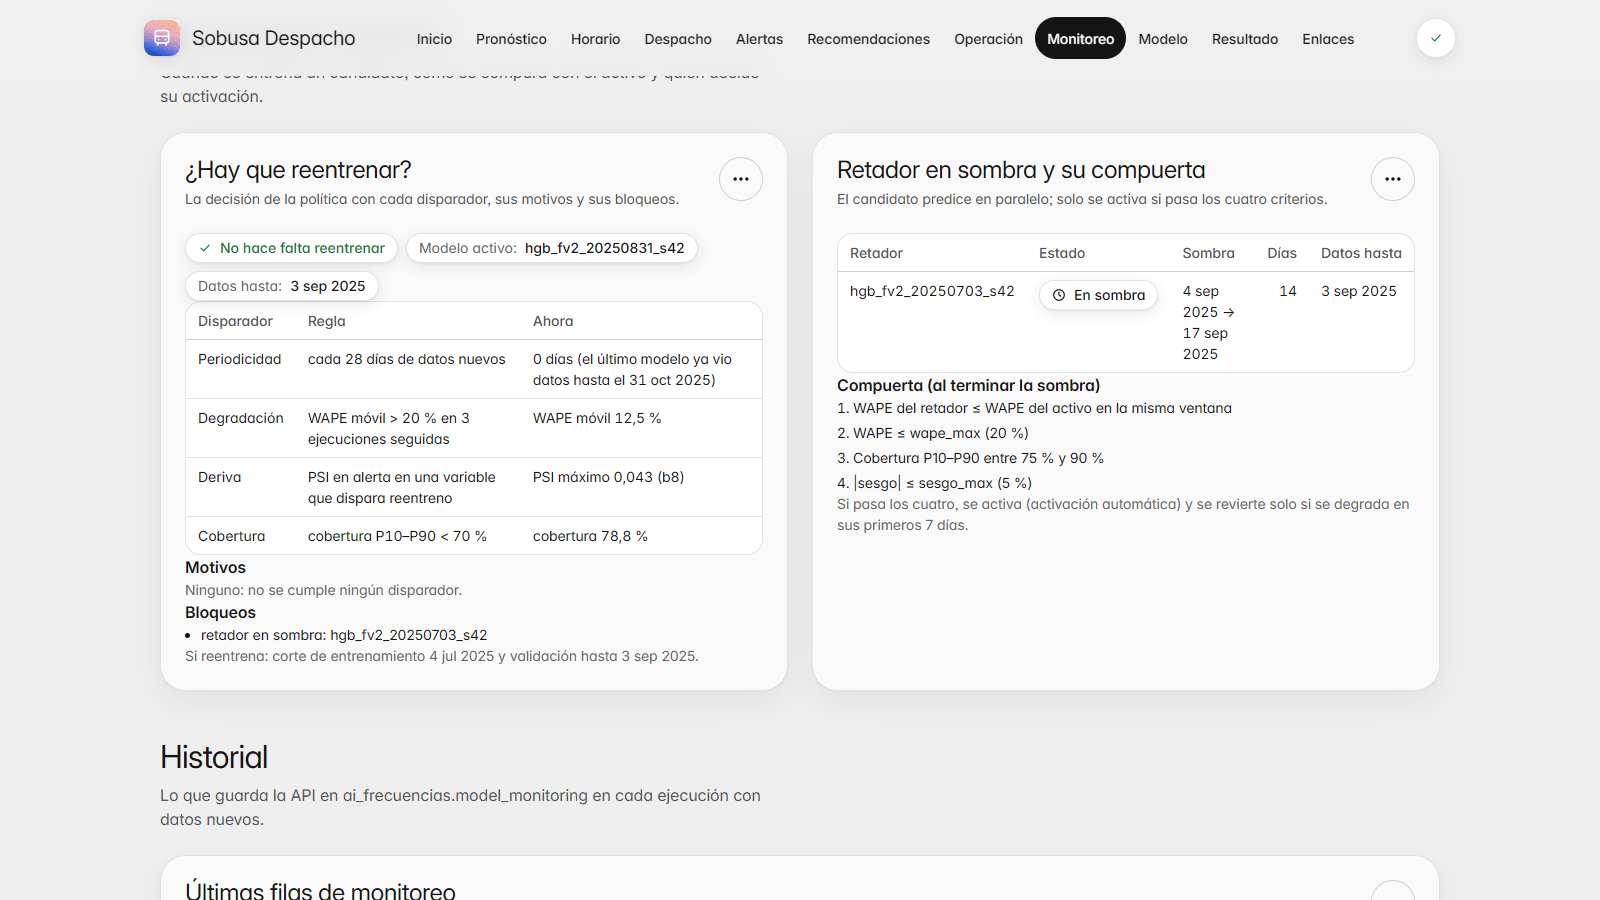 Sobusa Despacho
Inicio
Pronóstico
Horario
Despacho
Alertas
Recomendaciones
Operación
Monitoreo
Modelo
Resultado
Enlaces
su activación.
¿Hay que reentrenar?
La decisión de la política con cada disparador, sus motivos y sus bloqueos.
No hace falta reentrenar
Modelo activo: hgb_fv2_20250831_s42
Datos hasta: 3 sep 2025
Disparador Regla Ahora
Periodicidad cada 28 días de datos nuevos 0 días (el último modelo ya vio
datos hasta el 31 oct 2025)
Degradación WAPE móvil > 20 % en 3 WAPE móvil 12,5 %
ejecuciones seguidas
Deriva PSI en alerta en una variable PSI máximo 0,043 (b8)
que dispara reentreno
Cobertura cobertura P10–P90 < 70 % cobertura 78,8 %
Motivos
Ninguno: no se cumple ningún disparador.
Bloqueos
• retador en sombra: hgb_fv2_20250703_s42
Si reentrena: corte de entrenamiento 4 jul 2025 y validación hasta 3 sep 2025.
Retador en sombra y su compuerta
El candidato predice en paralelo; solo se activa si pasa los cuatro criterios.
Retador Estado Sombra Días Datos hasta
hgb_fv2_20250703_s42 En sombra 4 sep 14 3 sep 2025
2025 →
17 sep
2025
Compuerta (al terminar la sombra)
1. WAPE del retador ≤ WAPE del activo en la misma ventana
2. WAPE ≤ wape_max (20 %)
3. Cobertura P10–P90 entre 75 % y 90 %
4. |sesgo| ≤ sesgo_max (5 %)
Si pasa los cuatro, se activa (activación automática) y se revierte solo si se degrada en
sus primeros 7 días.
Historial
Lo que guarda la API en ai_frecuencias.model_monitoring en cada ejecución con
datos nuevos.
Últimas filas de monitoreo